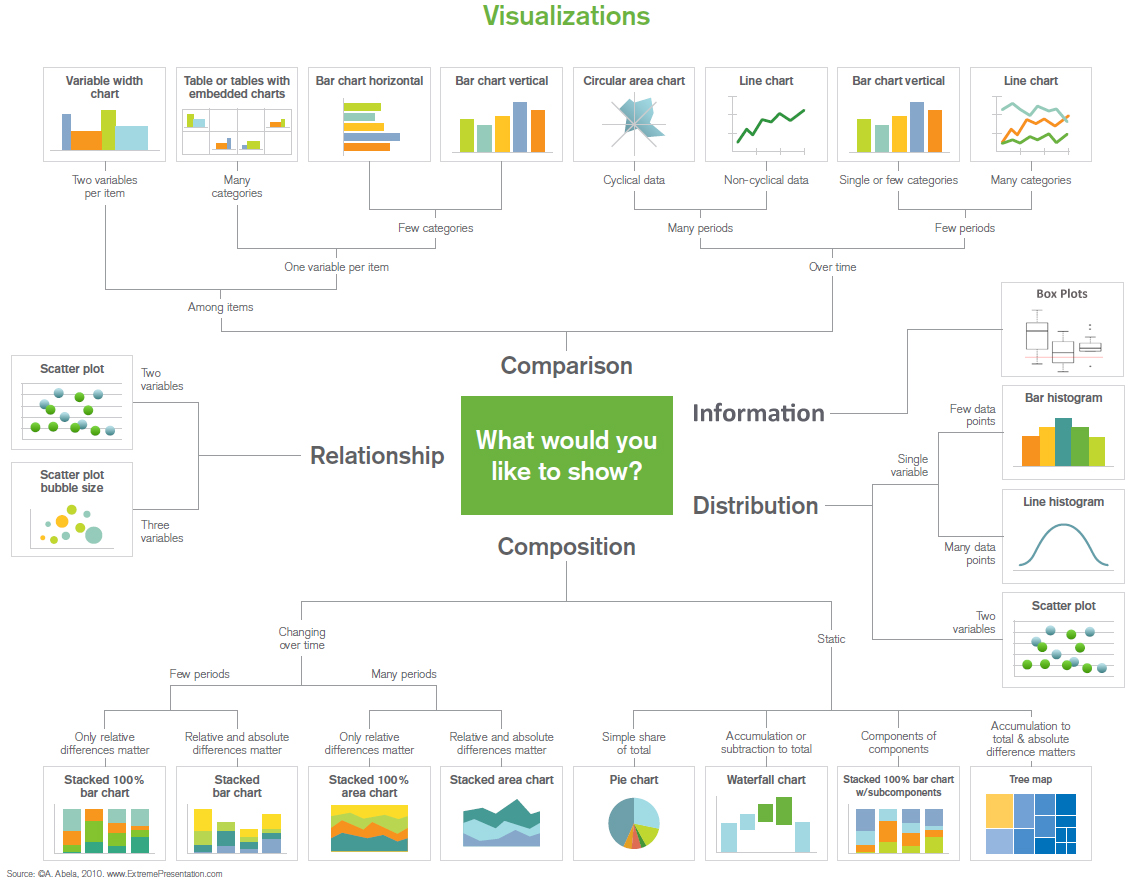 Visualizations
Variable width
chart
Table or tables with
embedded charts
Bar chart horizontal
Bar chart vertical
Circular area chart
Line chart
Bar chart vertical
Line chart
Two variables
per item
Many
categories
Cyclical data
Non-cyclical data
Single or few categories
Many categories
Few categories
Many periods
Few periods
One variable per item
Over time
Among items
Box Plots
Comparison
Scatter plot
Two
variables
Information
Bar histogram
Few data
points
What would you
like to show?
Relationship
Single
variable
Scatter plot
bubble size
Three
variables
Distribution
Line histogram
Many data
points
Composition
Scatter plot
Two
variables
Changing
over time
Static
Few periods
Many periods
Only relative
differences matter
Relative and absolute
differences matter
Only relative
differences matter
Relative and absolute
differences matter
Simple share
of total
Accumulation or
subtraction to total
Components of
components
Accumulation to
total & absolute
difference matters
Stacked 100%
bar chart
Stacked
bar chart
Stacked 100%
area chart
Stacked area chart
Pie chart
Waterfall chart
Stacked 100% bar chart
w/subcomponents
Tree map
Source: ©A. Abela, 2010. www.ExtremePresentation.com